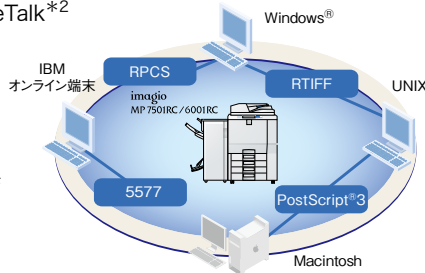 eTalk*2
Windows®
IBM
オンライン端末
RPCS
RTIFF
UNIX
imagio
MP 7501RC/6001RC
5577
PostScript®3
Macintosh